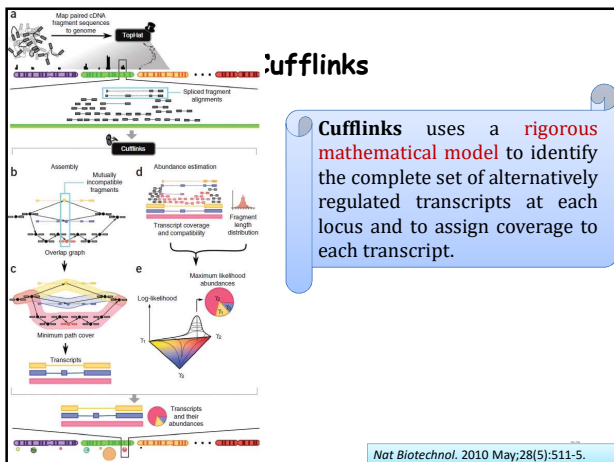 Cufflinks
a
Map paired cDNA
fragment sequences
to genome
TopHat
Spliced fragment
alignments
Cufflinks
b
Assembly
Mutually
incompatible
fragments
Overlap graph
d
Abundance estimation
Transcript coverage
and compatibility
Fragment
length
distribution
c
Minimum path cover
Transcripts
e
Maximum likelihood
abundances
Log-likelihood
γ₁
γ₂
γ₃
Transcripts
and their
abundances
Cufflinks uses a rigorous
mathematical model to identify
the complete set of alternatively
regulated transcripts at each
locus and to assign coverage to
each transcript.
Nat Biotechnol. 2010 May;28(5):511-5.